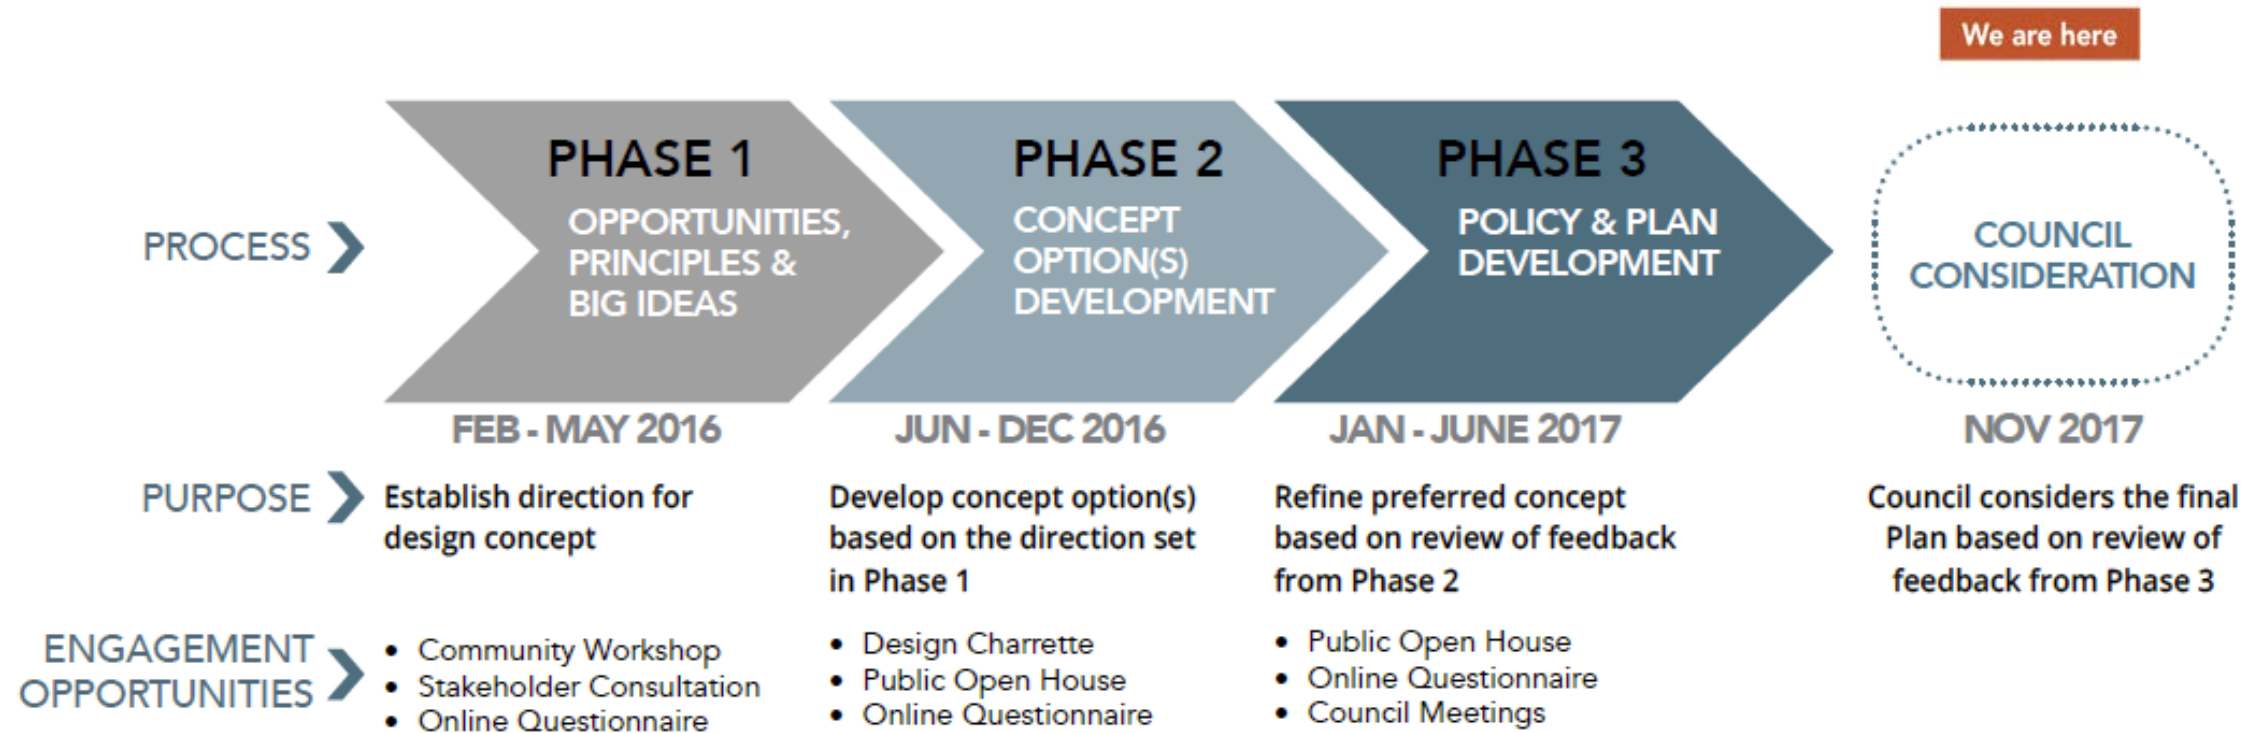 We are here
PROCESS
PHASE 1
OPPORTUNITIES,
PRINCIPLES &
BIG IDEAS
FEB - MAY 2016
PHASE 2
CONCEPT
OPTION(S)
DEVELOPMENT
JUN - DEC 2016
PHASE 3
POLICY & PLAN
DEVELOPMENT
JAN - JUNE 2017
COUNCIL
CONSIDERATION
NOV 2017
PURPOSE
Establish direction for
design concept
Develop concept option(s)
based on the direction set
in Phase 1
Refine preferred concept
based on review of feedback
from Phase 2
Council considers the final
Plan based on review of
feedback from Phase 3
ENGAGEMENT
OPPORTUNITIES
• Community Workshop
• Stakeholder Consultation
• Online Questionnaire
• Design Charrette
• Public Open House
• Online Questionnaire
• Public Open House
• Online Questionnaire
• Council Meetings